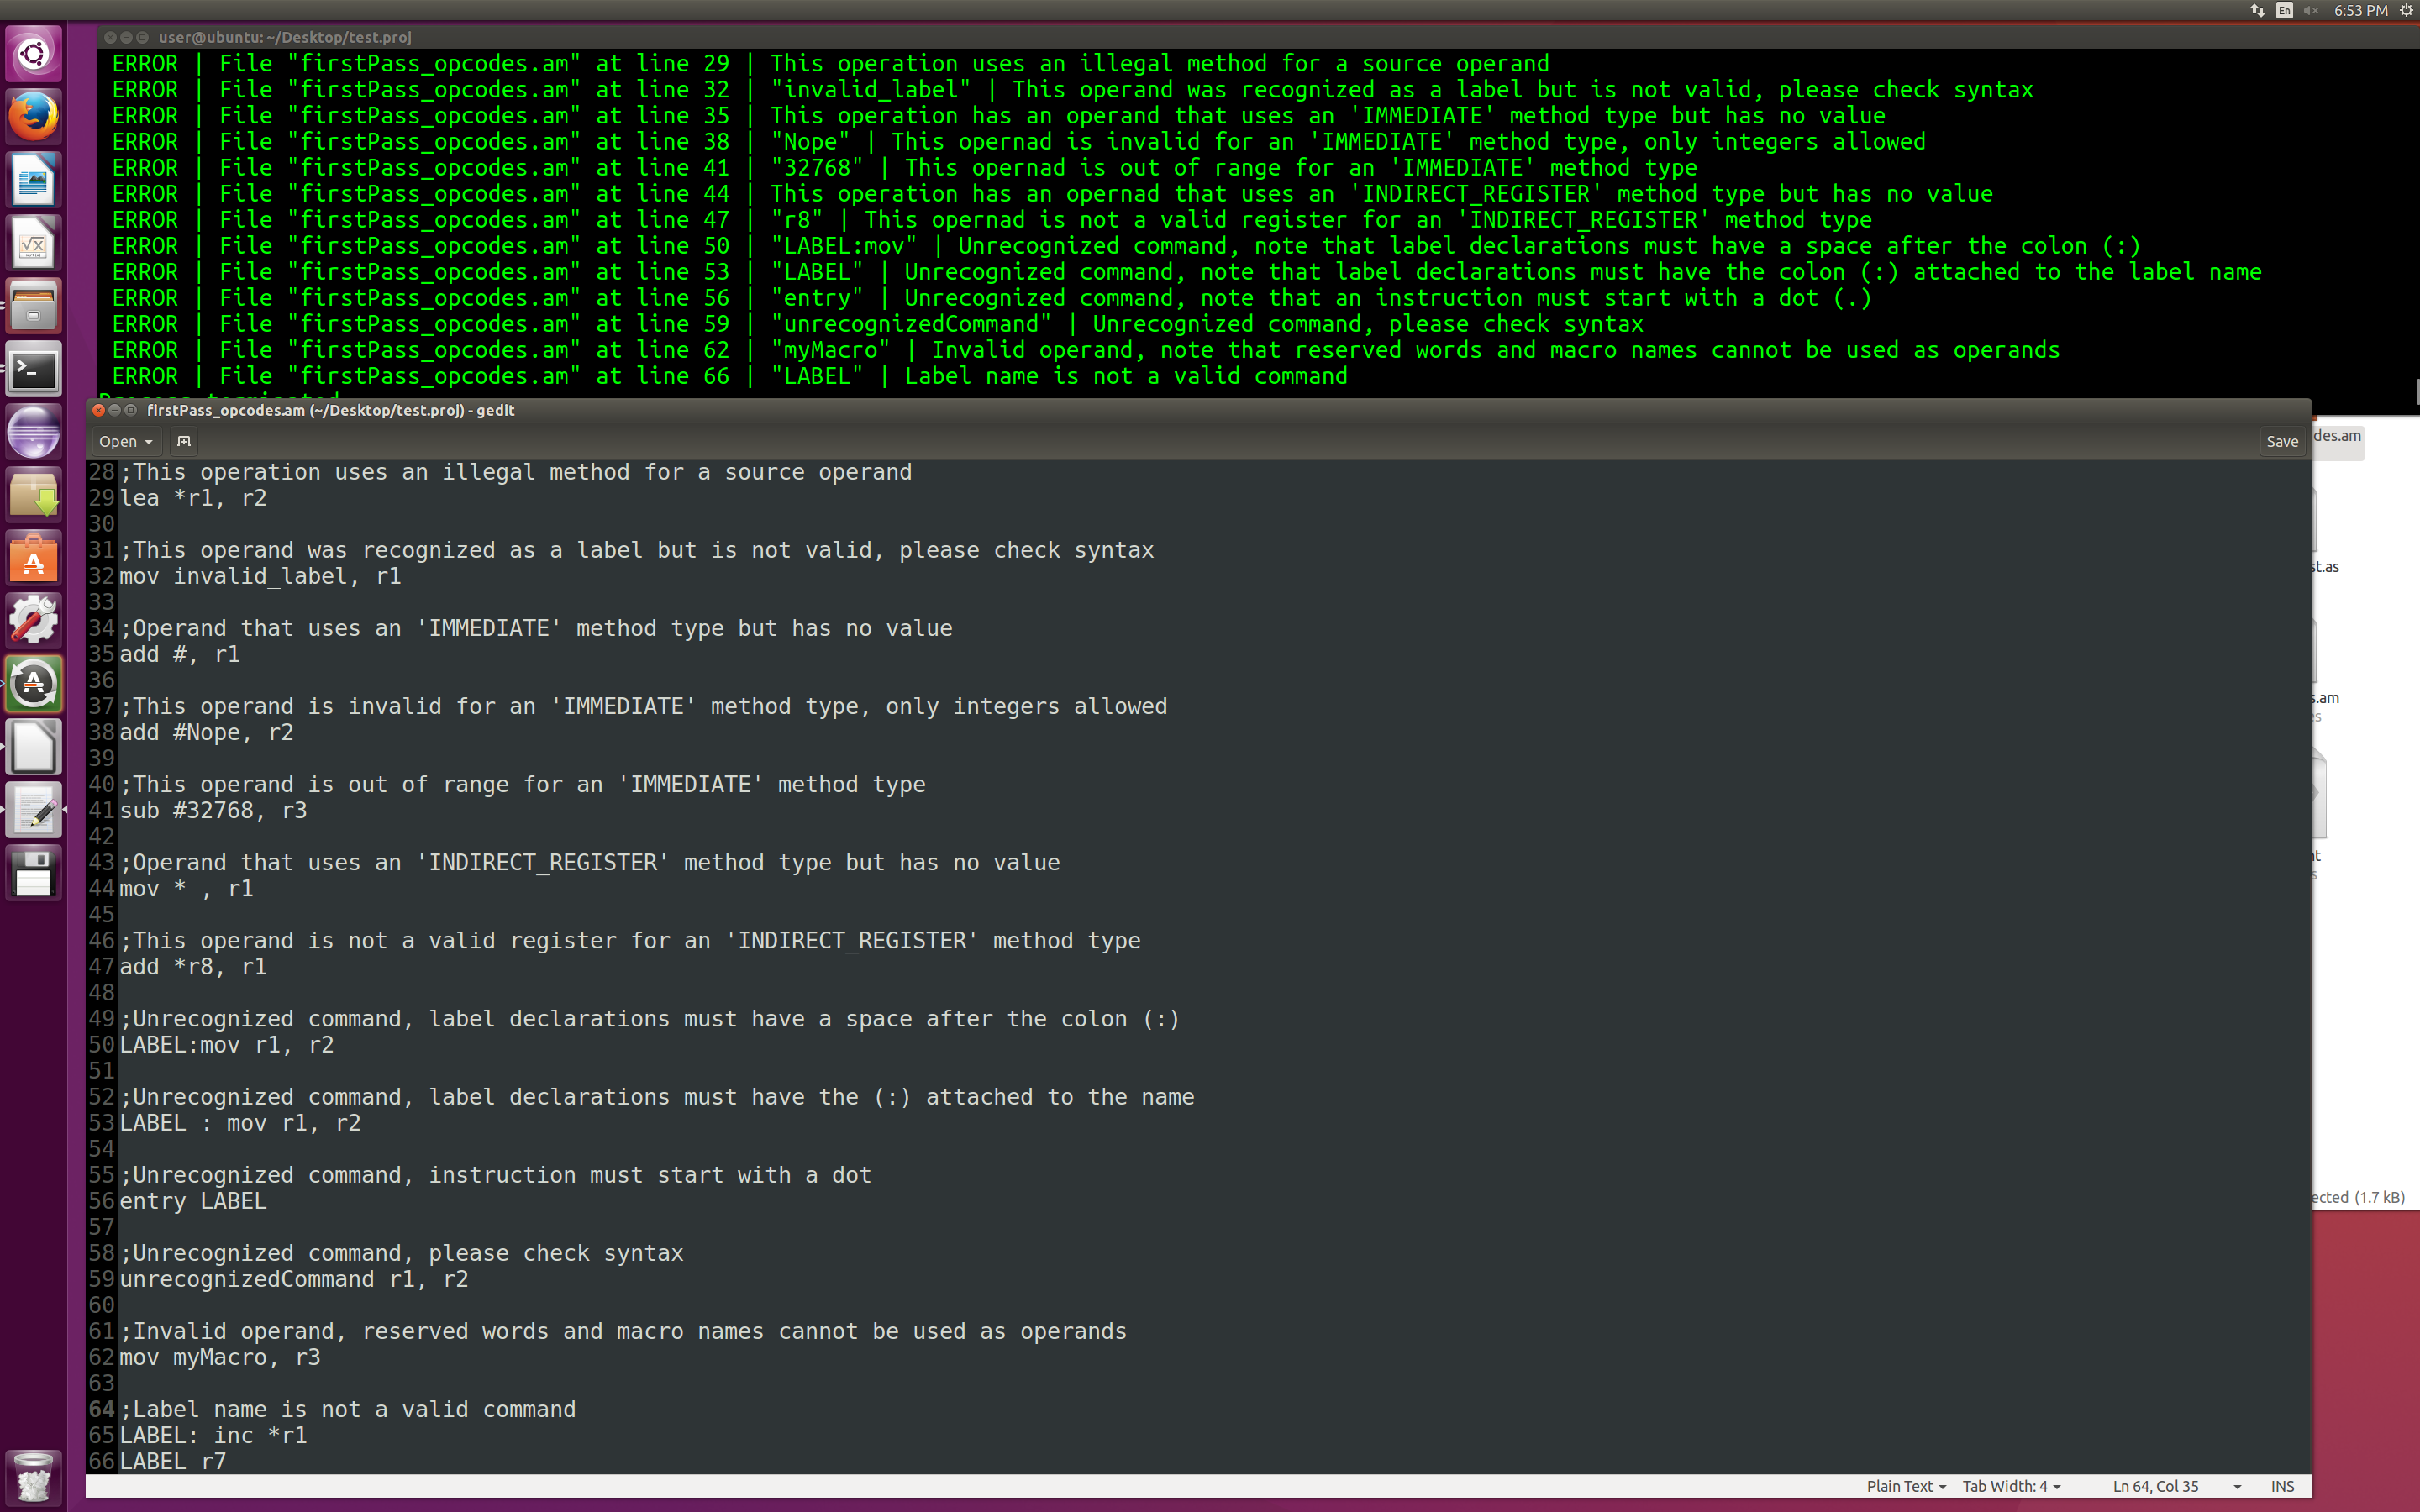 En 6:53 PM
user@ubuntu: ~/Desktop/test.proj
ERROR | File "firstPass_opcodes.am" at line 29 | This operation uses an illegal method for a source operand
ERROR | File "firstPass_opcodes.am" at line 32 | "invalid_label" | This operand was recognized as a label but is not valid, please check syntax
ERROR | File "firstPass_opcodes.am" at line 35 | This operation has an operand that uses an 'IMMEDIATE' method type but has no value
ERROR | File "firstPass_opcodes.am" at line 38 | "Nope" | This opernad is invalid for an 'IMMEDIATE' method type, only integers allowed
ERROR | File "firstPass_opcodes.am" at line 41 | "32768" | This opernad is out of range for an 'IMMEDIATE' method type
ERROR | File "firstPass_opcodes.am" at line 44 | This operation has an opernad that uses an 'INDIRECT_REGISTER' method type but has no value
ERROR | File "firstPass_opcodes.am" at line 47 | "r8" | This opernad is not a valid register for an 'INDIRECT_REGISTER' method type
ERROR | File "firstPass_opcodes.am" at line 50 | "LABEL:mov" | Unrecognized command, note that label declarations must have a space after the colon (:)
ERROR | File "firstPass_opcodes.am" at line 53 | "LABEL" | Unrecognized command, note that label declarations must have the colon (:) attached to the label name
ERROR | File "firstPass_opcodes.am" at line 56 | "entry" | Unrecognized command, note that an instruction must start with a dot (.)
ERROR | File "firstPass_opcodes.am" at line 59 | "unrecognizedCommand" | Unrecognized command, please check syntax
ERROR | File "firstPass_opcodes.am" at line 62 | "myMacro" | Invalid operand, note that reserved words and macro names cannot be used as operands
ERROR | File "firstPass_opcodes.am" at line 66 | "LABEL" | Label name is not a valid command
firstPass_opcodes.am (~/Desktop/test.proj) - gedit
Open Save
des.am
28 ;This operation uses an illegal method for a source operand
29 lea *r1, r2
30
31 ;This operand was recognized as a label but is not valid, please check syntax
32 mov invalid_label, r1
33
34 ;Operand that uses an 'IMMEDIATE' method type but has no value
35 add #, r1
36
37 ;This operand is invalid for an 'IMMEDIATE' method type, only integers allowed
38 add #Nope, r2
39
40 ;This operand is out of range for an 'IMMEDIATE' method type
41 sub #32768, r3
42
43 ;Operand that uses an 'INDIRECT_REGISTER' method type but has no value
44 mov * , r1
45
46 ;This operand is not a valid register for an 'INDIRECT_REGISTER' method type
47 add *r8, r1
48
49 ;Unrecognized command, label declarations must have a space after the colon (:)
50 LABEL:mov r1, r2
51
52 ;Unrecognized command, label declarations must have the (:) attached to the name
53 LABEL : mov r1, r2
54
55 ;Unrecognized command, instruction must start with a dot
56 entry LABEL
57
58 ;Unrecognized command, please check syntax
59 unrecognizedCommand r1, r2
60
61 ;Invalid operand, reserved words and macro names cannot be used as operands
62 mov myMacro, r3
63
64 ;Label name is not a valid command
65 LABEL: inc *r1
66 LABEL r7
st.as
s.am
ected (1.7 kB)
Plain Text Tab Width: 4 Ln 64, Col 35 INS